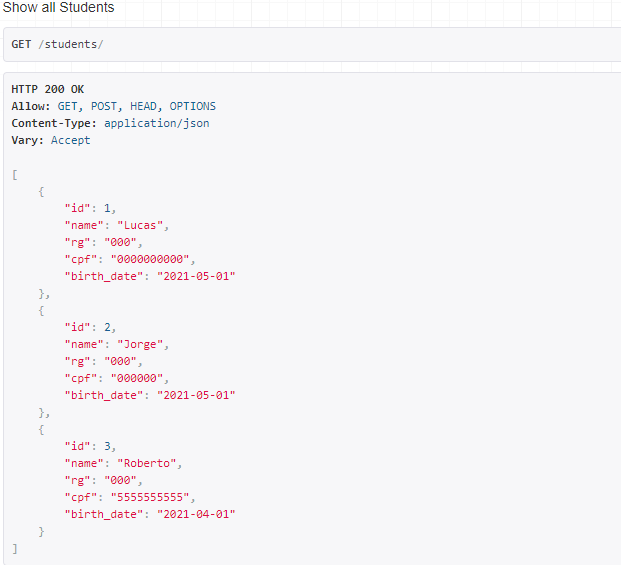 Show all Students
GET /students/
HTTP 200 OK
Allow: GET, POST, HEAD, OPTIONS
Content-Type: application/json
Vary: Accept
[
    {
        "id": 1,
        "name": "Lucas",
        "rg": "000",
        "cpf": "0000000000",
        "birth_date": "2021-05-01"
    },
    {
        "id": 2,
        "name": "Jorge",
        "rg": "000",
        "cpf": "000000",
        "birth_date": "2021-05-01"
    },
    {
        "id": 3,
        "name": "Roberto",
        "rg": "000",
        "cpf": "5555555555",
        "birth_date": "2021-04-01"
    }
]